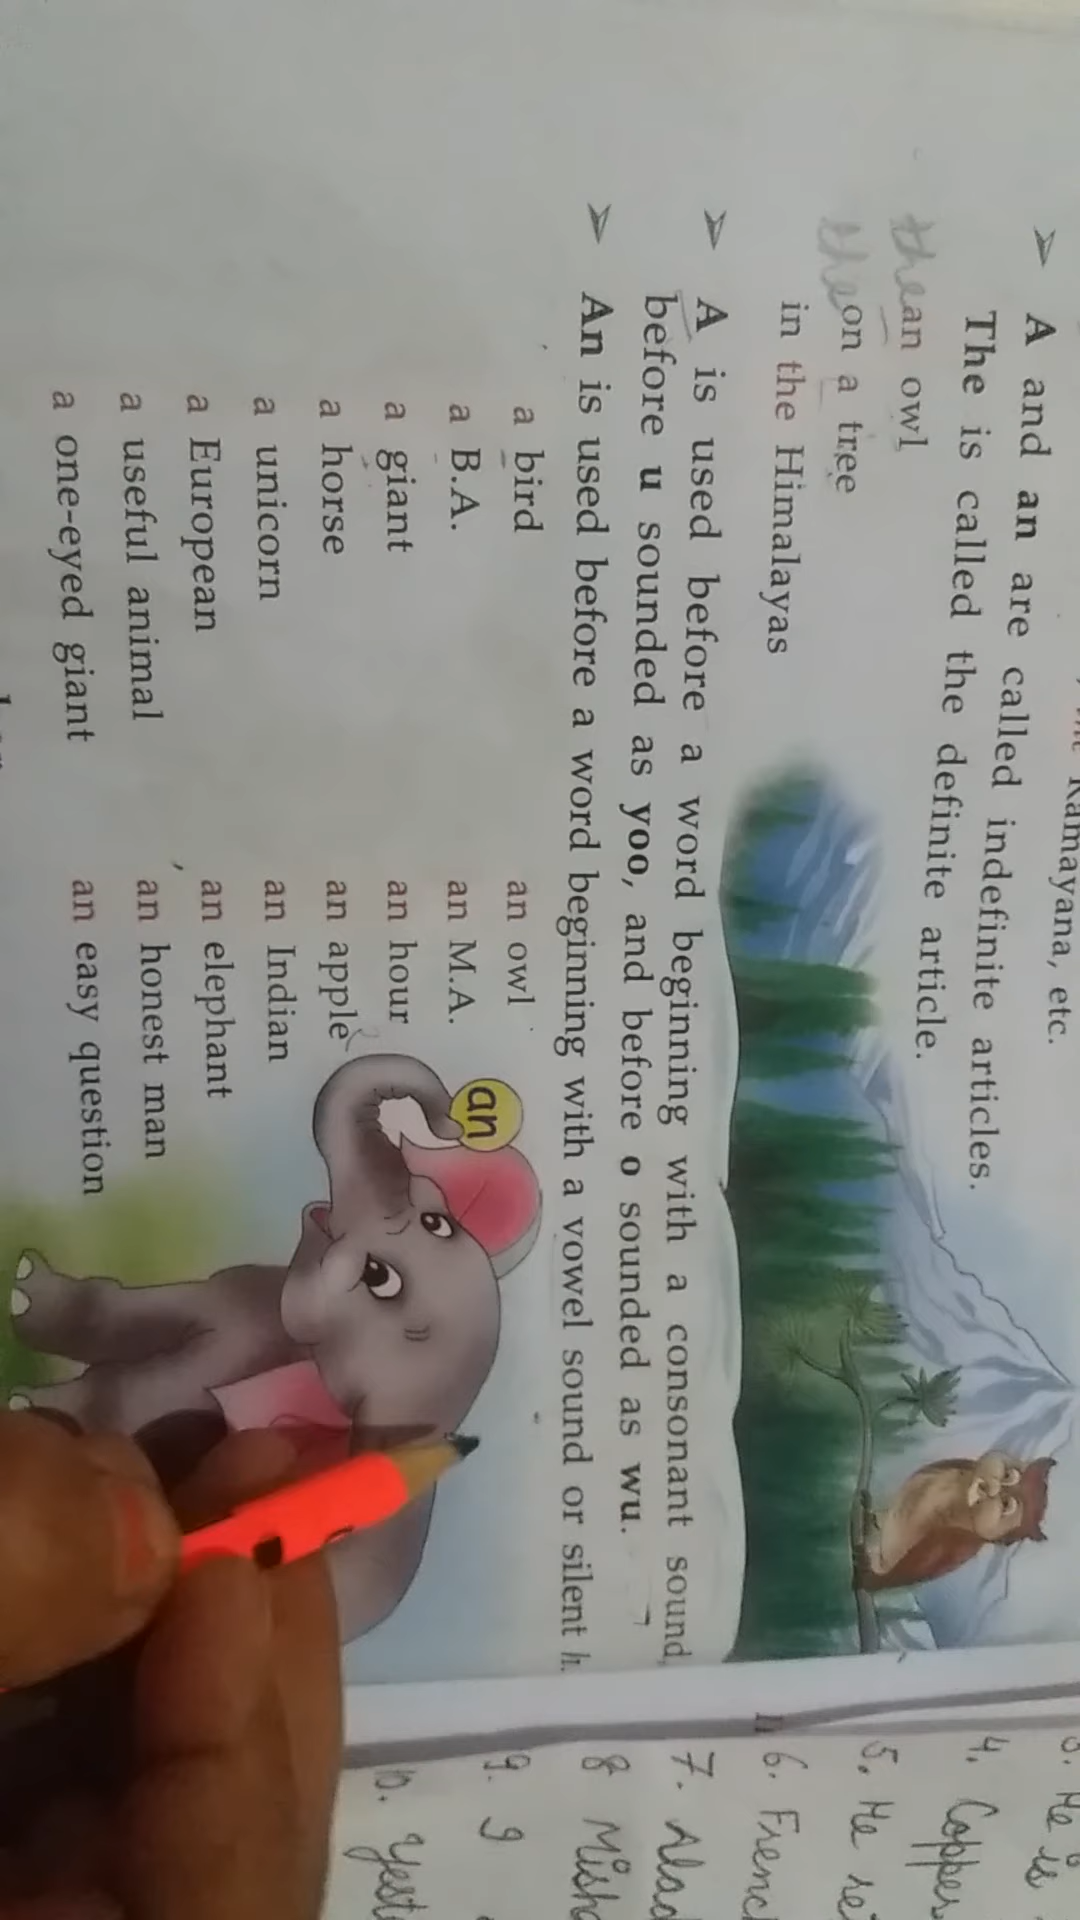 Ramayana, etc.
➢ A and an are called indefinite articles.
The is called the definite article.
the an owl
the on a tree
in the Himalayas
➢ A is used before a word beginning with a consonant sound,
before u sounded as yoo, and before o sounded as wu.
➢ An is used before a word beginning with a vowel sound or silent h.
a bird an owl
a B.A. an M.A.
a giant an hour
a horse an apple
a unicorn an Indian
a European an elephant
a useful animal an honest man
a one-eyed giant an easy question
an
He is
4. Copper
5. He
6. French
7.
8
9. I
10.